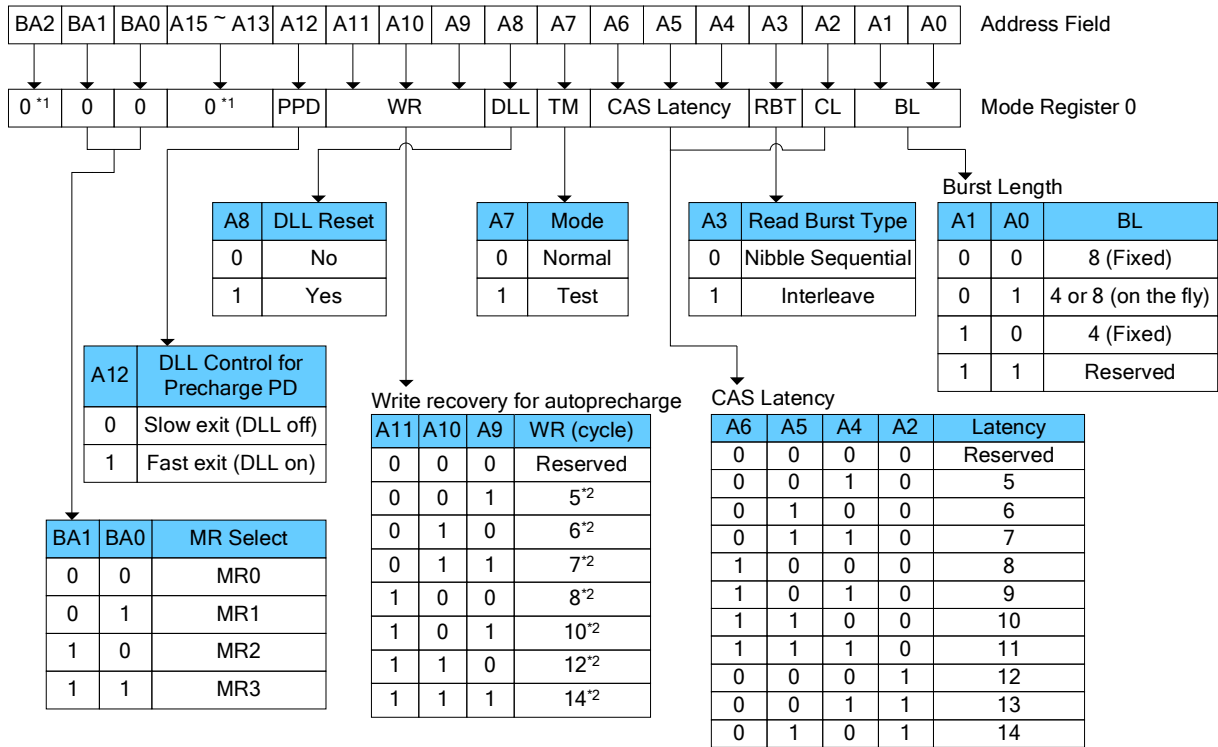 BA2 BA1 BA0 A15 ~ A13 A12 A11 A10 A9 A8 A7 A6 A5 A4 A3 A2 A1 A0 Address Field
0 *1 0 0 0 *1 PPD WR DLL TM CAS Latency RBT CL BL Mode Register 0
A8 DLL Reset
0 No
1 Yes
A7 Mode
0 Normal
1 Test
A3 Read Burst Type
0 Nibble Sequential
1 Interleave
Burst Length
A1 A0 BL
0 0 8 (Fixed)
0 1 4 or 8 (on the fly)
1 0 4 (Fixed)
1 1 Reserved
A12 DLL Control for
Precharge PD
0 Slow exit (DLL off)
1 Fast exit (DLL on)
BA1 BA0 MR Select
0 0 MR0
0 1 MR1
1 0 MR2
1 1 MR3
Write recovery for autoprecharge
A11 A10 A9 WR (cycle)
0 0 0 Reserved
0 0 1 5*2
0 1 0 6*2
0 1 1 7*2
1 0 0 8*2
1 0 1 10*2
1 1 0 12*2
1 1 1 14*2
CAS Latency
A6 A5 A4 A2 Latency
0 0 0 0 Reserved
0 0 1 0 5
0 1 0 0 6
0 1 1 0 7
1 0 0 0 8
1 0 1 0 9
1 1 0 0 10
1 1 1 0 11
0 0 0 1 12
0 0 1 1 13
0 1 0 1 14